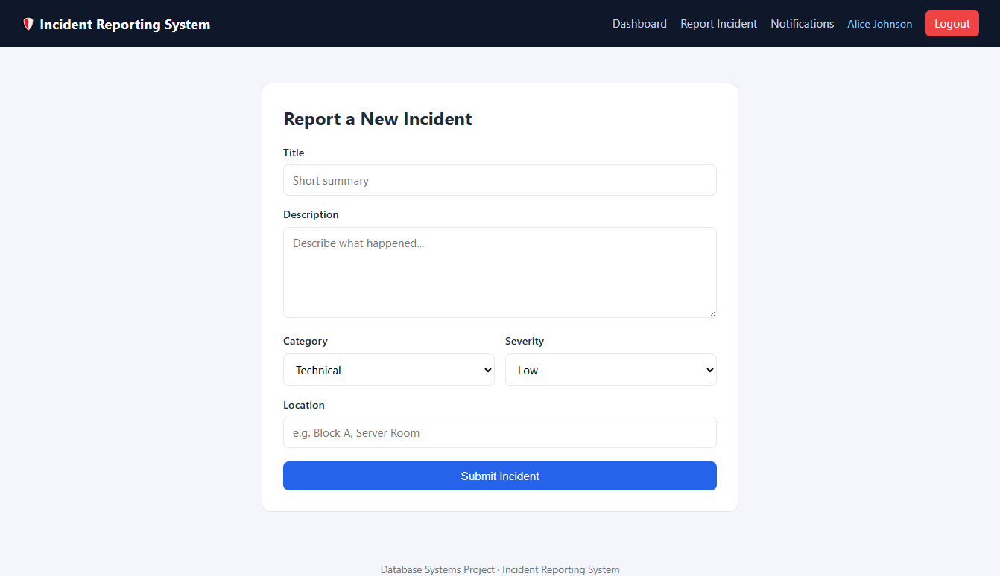 Incident Reporting System Dashboard Report Incident Notifications Alice Johnson Logout
Report a New Incident
Title
Short summary
Description
Describe what happened...
Category Severity
Technical Low
Location
e.g. Block A, Server Room
Submit Incident
Database Systems Project · Incident Reporting System